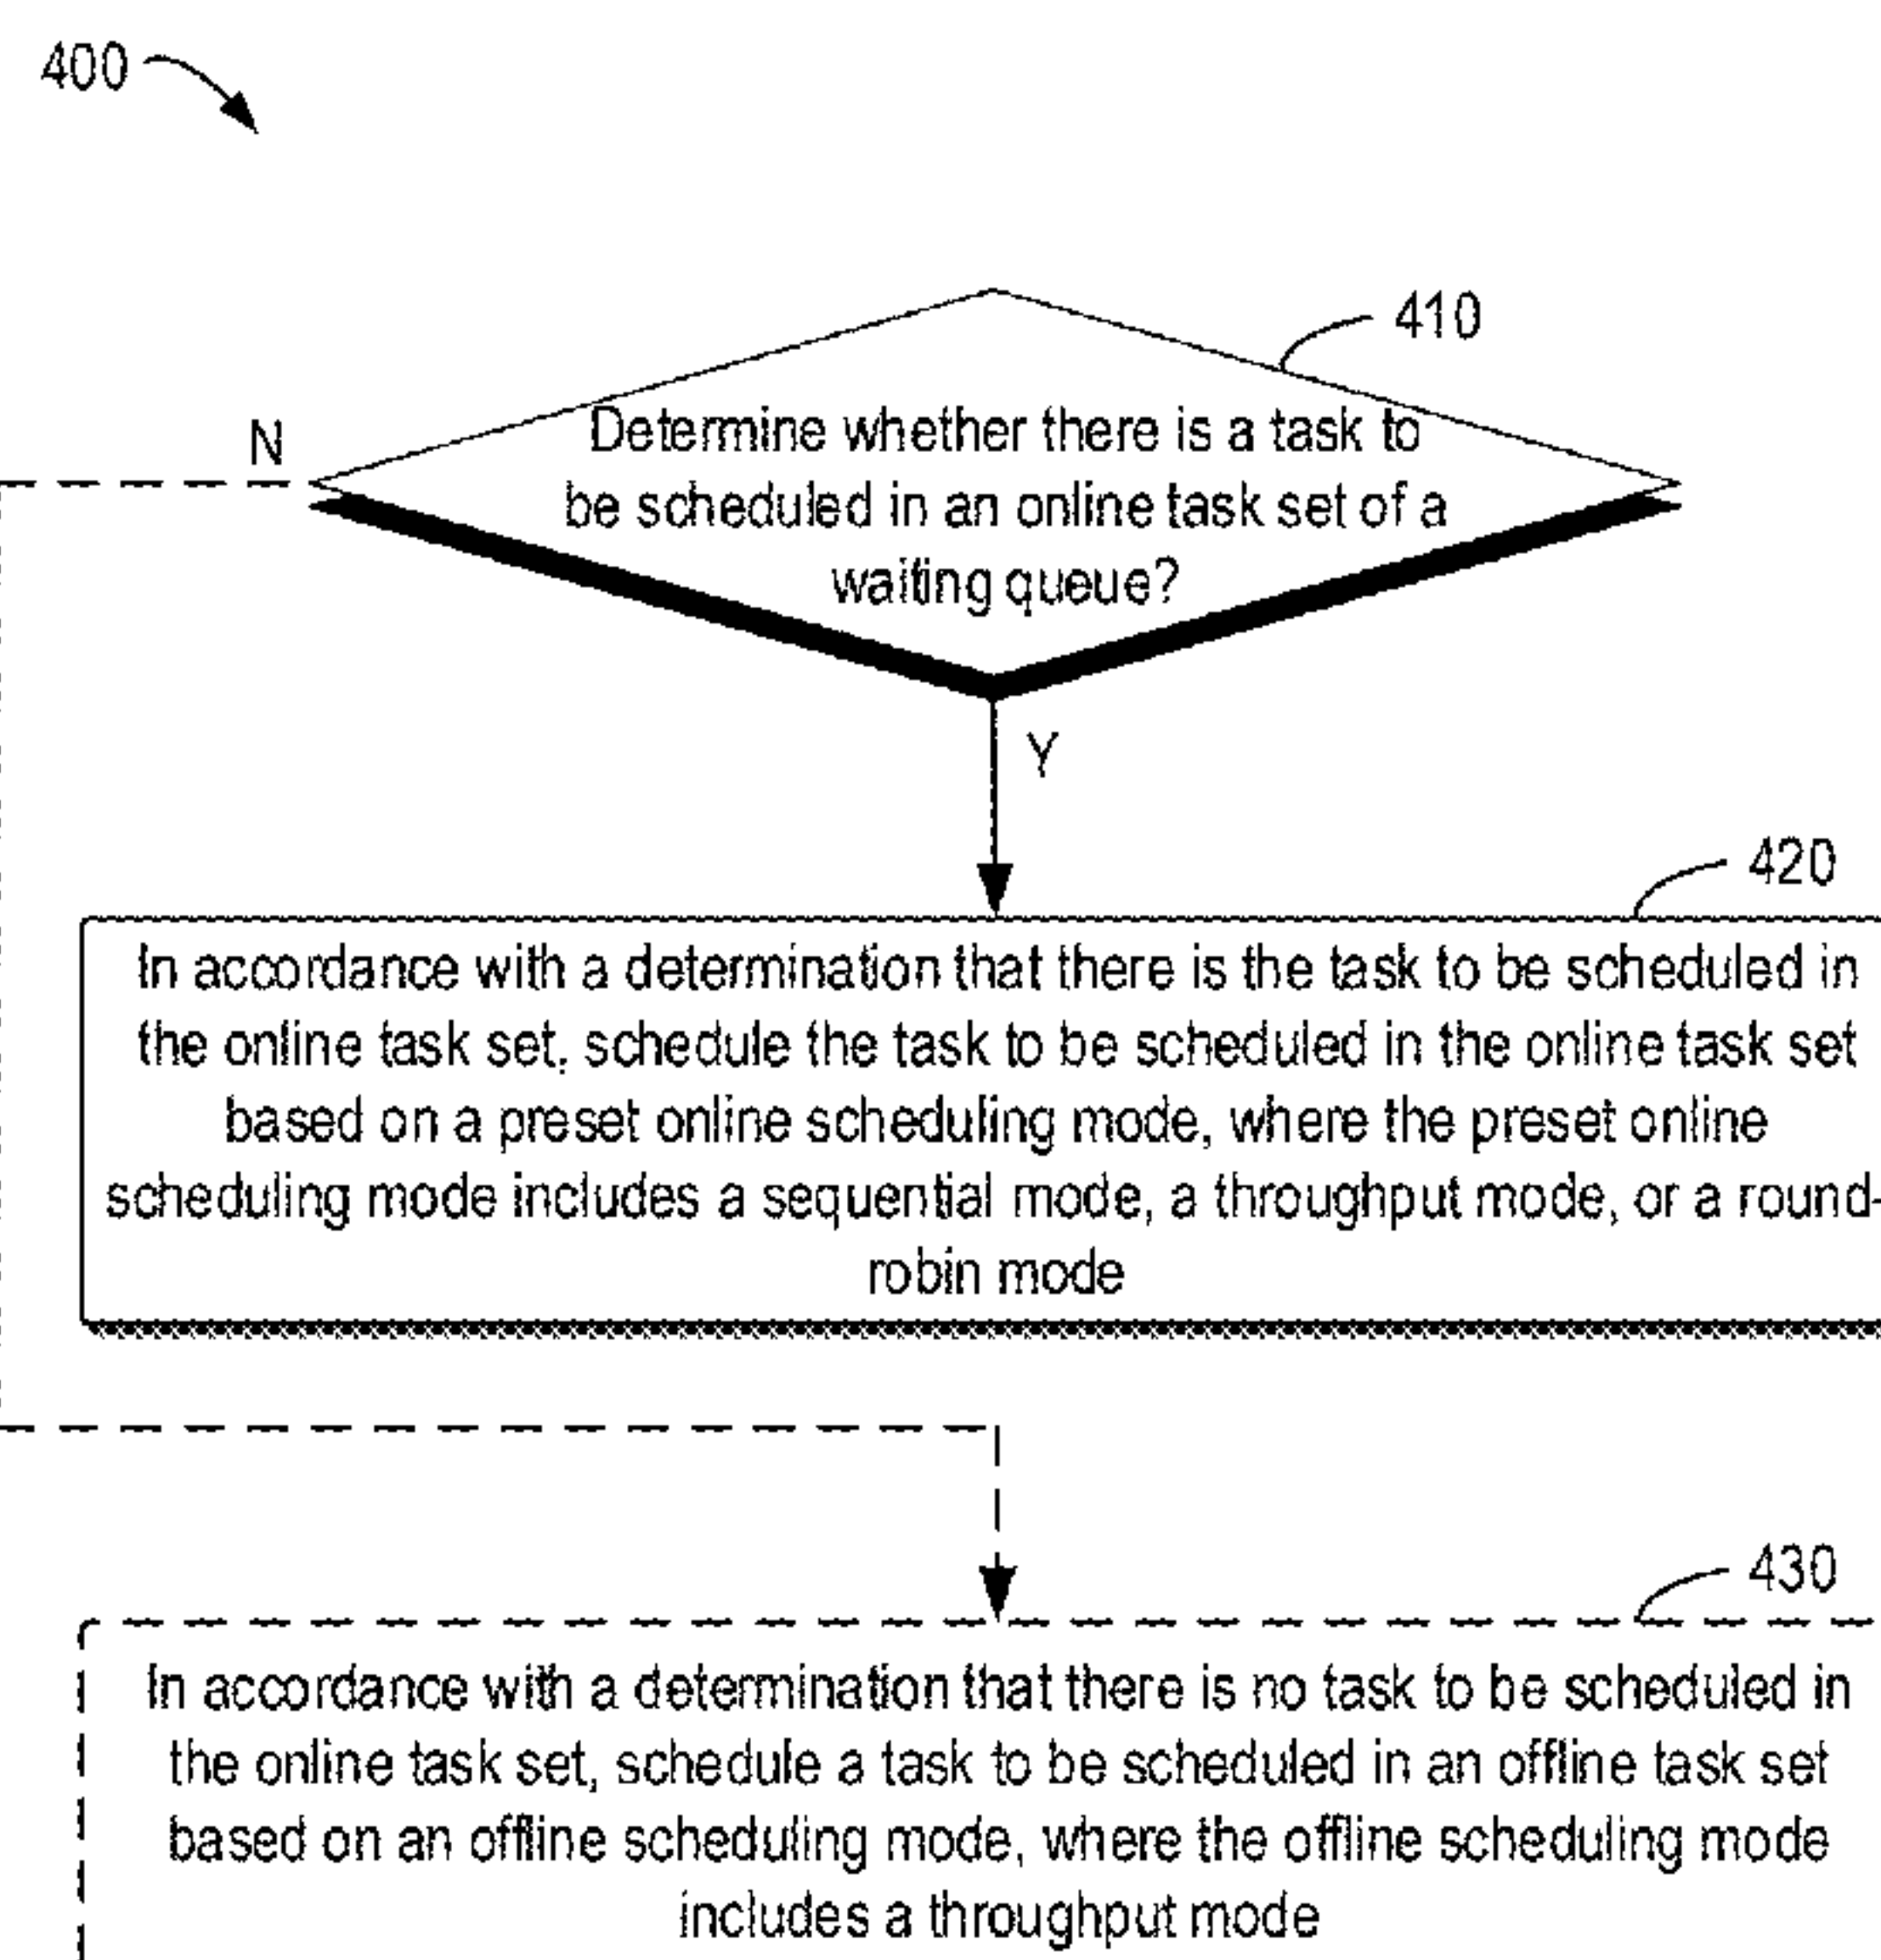 400
410
N
Determine whether there is a task to
be scheduled in an online task set of a
waiting queue?
Y
420
In accordance with a determination that there is the task to be scheduled in
the online task set, schedule the task to be scheduled in the online task set
based on a preset online scheduling mode, where the preset online
scheduling mode includes a sequential mode, a throughput mode, or a round-
robin mode
430
In accordance with a determination that there is no task to be scheduled in
the online task set, schedule a task to be scheduled in an offline task set
based on an offline scheduling mode, where the offline scheduling mode
includes a throughput mode